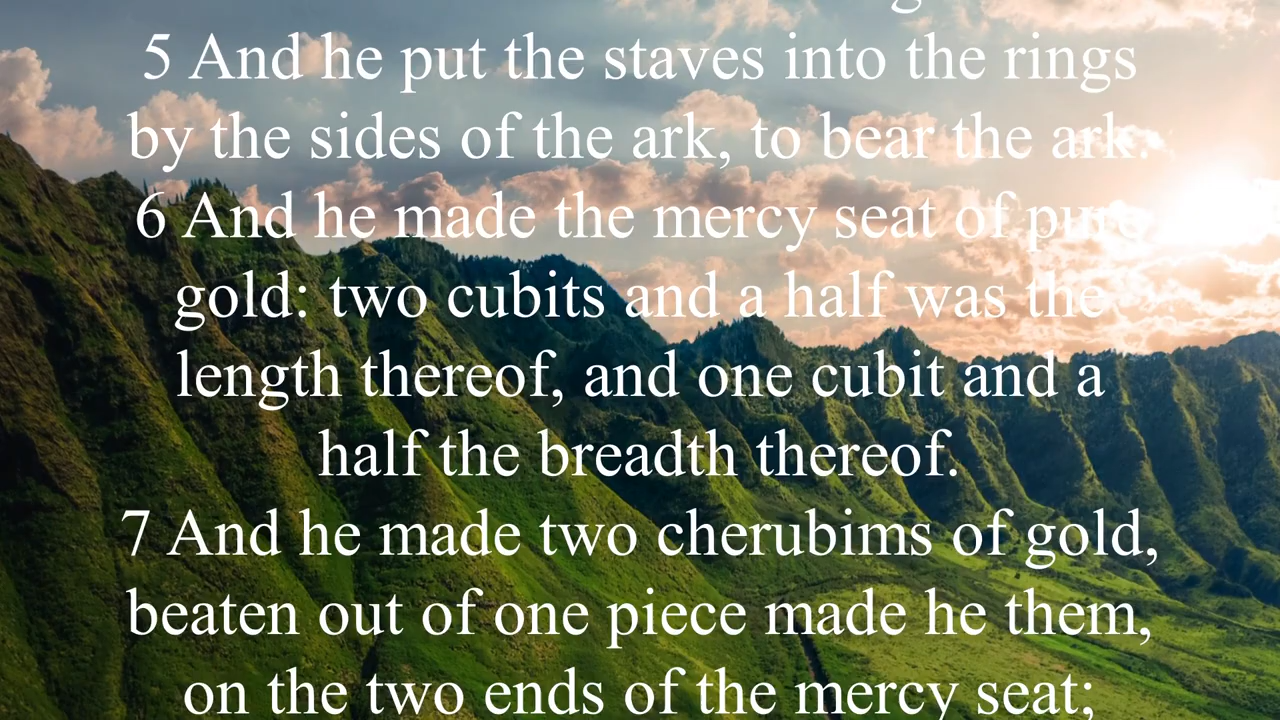 5 And he put the staves into the rings
by the sides of the ark, to bear the ark.
6 And he made the mercy seat of pure
gold: two cubits and a half was the
length thereof, and one cubit and a
half the breadth thereof.
7 And he made two cherubims of gold,
beaten out of one piece made he them,
on the two ends of the mercy seat;